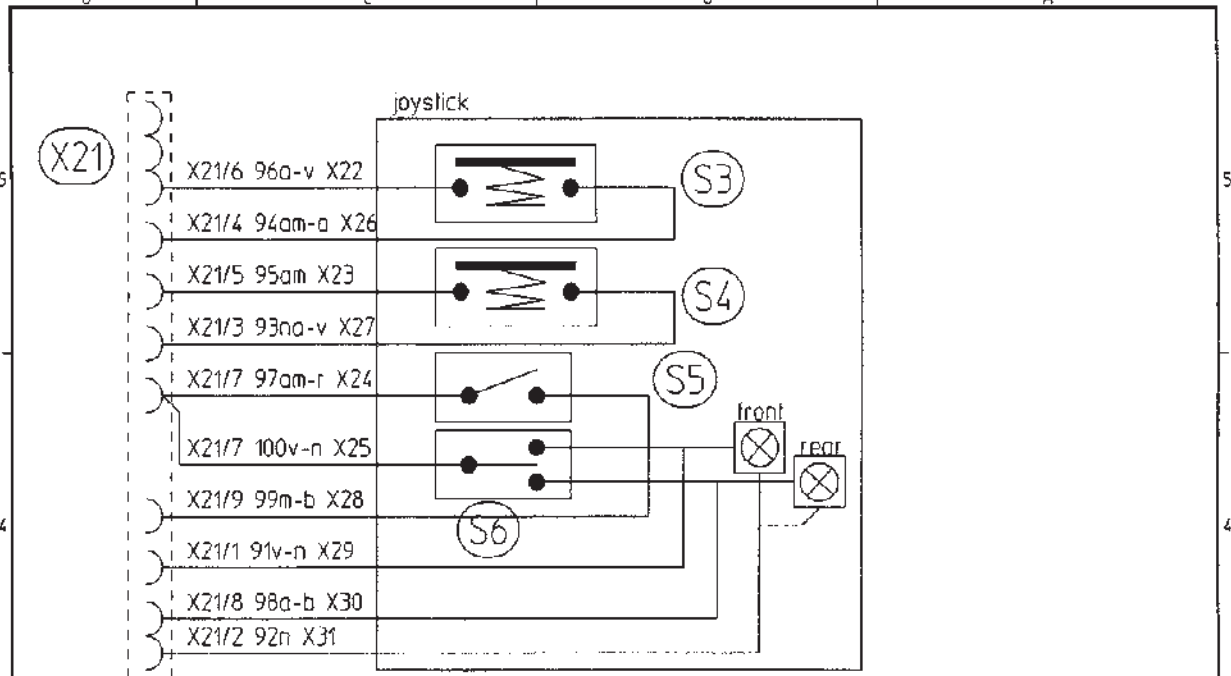 joystick
X21
X21/6 96a-v X22
S3
5
5
X21/4 94am-a X26
X21/5 95am X23
S4
X21/3 93na-v X27
X21/7 97am-r X24
S5
front
X21/7 100v-n X25
rear
X21/9 99m-b X28
S6
4
4
X21/1 91v-n X29
X21/8 98a-b X30
X21/2 92n X31